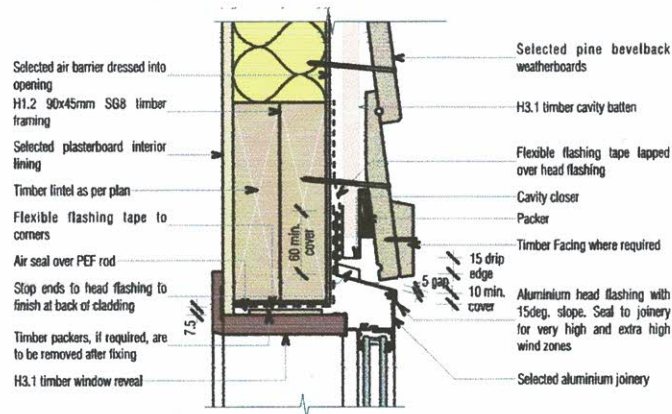 Selected air barrier dressed into
opening
H1.2 90x45mm SG8 timber
framing
Selected plasterboard interior
lining
Timber lintel as per plan
Flexible flashing tape to
corners
Air seal over PEF rod
Stop ends to head flashing to
finish at back of cladding
Timber packers, if required, are
to be removed after fixing
H3.1 timber window reveal
7.5
60 min.
cover
Selected pine bevelback
weatherboards
H3.1 timber cavity batten
Flexible flashing tape lapped
over head flashing
Cavity closer
Packer
Timber Facing where required
15 drip
edge
5 gap
10 min.
cover
Aluminium head flashing with
15deg. slope. Seal to joinery
for very high and extra high
wind zones
Selected aluminium joinery